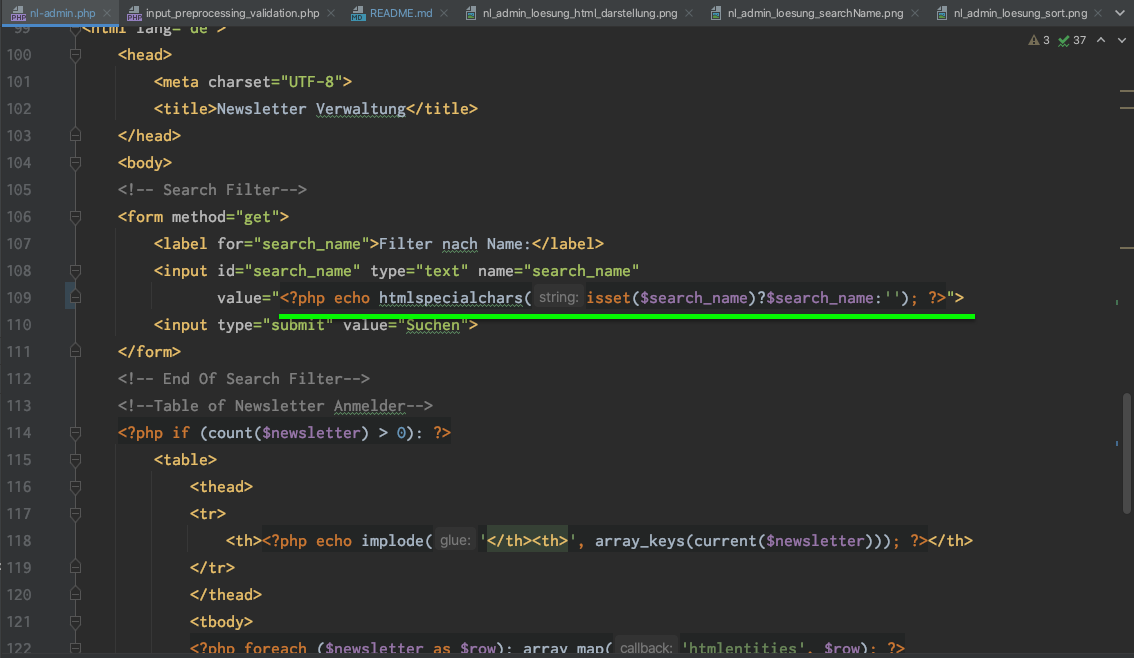 nl-admin.php
input_preprocessing_validation.php
README.md
nl_admin_loesung_html_darstellung.png
nl_admin_loesung_searchName.png
nl_admin_loesung_sort.png
3 37
99 <html lang="de">
100 <head>
101 <meta charset="UTF-8">
102 <title>Newsletter Verwaltung</title>
103 </head>
104 <body>
105 <!-- Search Filter-->
106 <form method="get">
107 <label for="search_name">Filter nach Name:</label>
108 <input id="search_name" type="text" name="search_name"
109 value="<?php echo htmlspecialchars( string: isset($search_name)?$search_name:''); ?>">
110 <input type="submit" value="Suchen">
111 </form>
112 <!-- End Of Search Filter-->
113 <!--Table of Newsletter Anmelder-->
114 <?php if (count($newsletter) > 0): ?>
115 <table>
116 <thead>
117 <tr>
118 <th><?php echo implode( glue: '</th><th>', array_keys(current($newsletter))); ?></th>
119 </tr>
120 </thead>
121 <tbody>
122 <?php foreach ($newsletter as $row): array_map( callback: 'htmlentities', $row); ?>